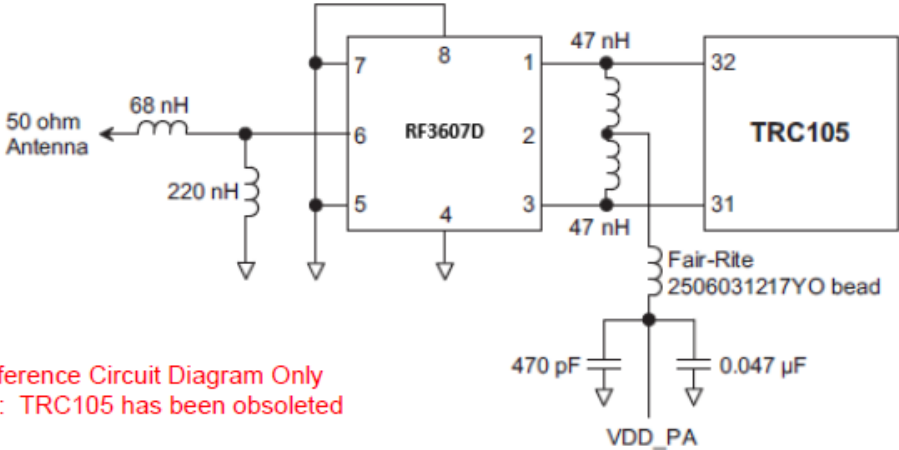 47 nH
7
8
1
32
68 nH
50 ohm
Antenna
6
RF3607D
2
TRC105
220 nH
5
4
3
31
47 nH
Fair-Rite
2506031217YO bead
470 pF
0.047 µF
ference Circuit Diagram Only
: TRC105 has been obsoleted
VDD_PA